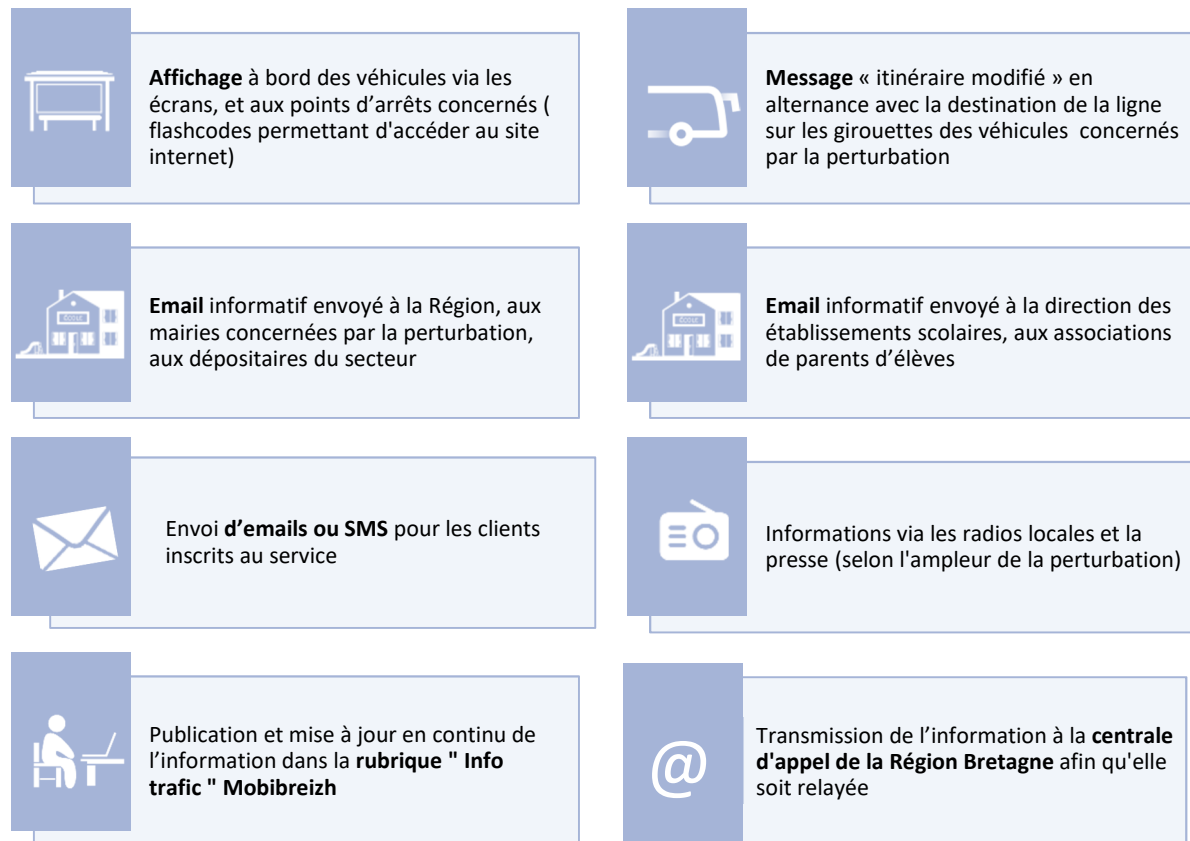 Affichage à bord des véhicules via les
écrans, et aux points d'arrêts concernés (
flashcodes permettant d'accéder au site
internet)
Message « itinéraire modifié » en
alternance avec la destination de la ligne
sur les girouettes des véhicules concernés
par la perturbation
Email informatif envoyé à la Région, aux
mairies concernées par la perturbation,
aux dépositaires du secteur
Email informatif envoyé à la direction des
établissements scolaires, aux associations
de parents d'élèves
Envoi d'emails ou SMS pour les clients
inscrits au service
Informations via les radios locales et la
presse (selon l'ampleur de la perturbation)
Publication et mise à jour en continu de
l'information dans la rubrique " Info
trafic " Mobibreizh
@
Transmission de l'information à la centrale
d'appel de la Région Bretagne afin qu'elle
soit relayée